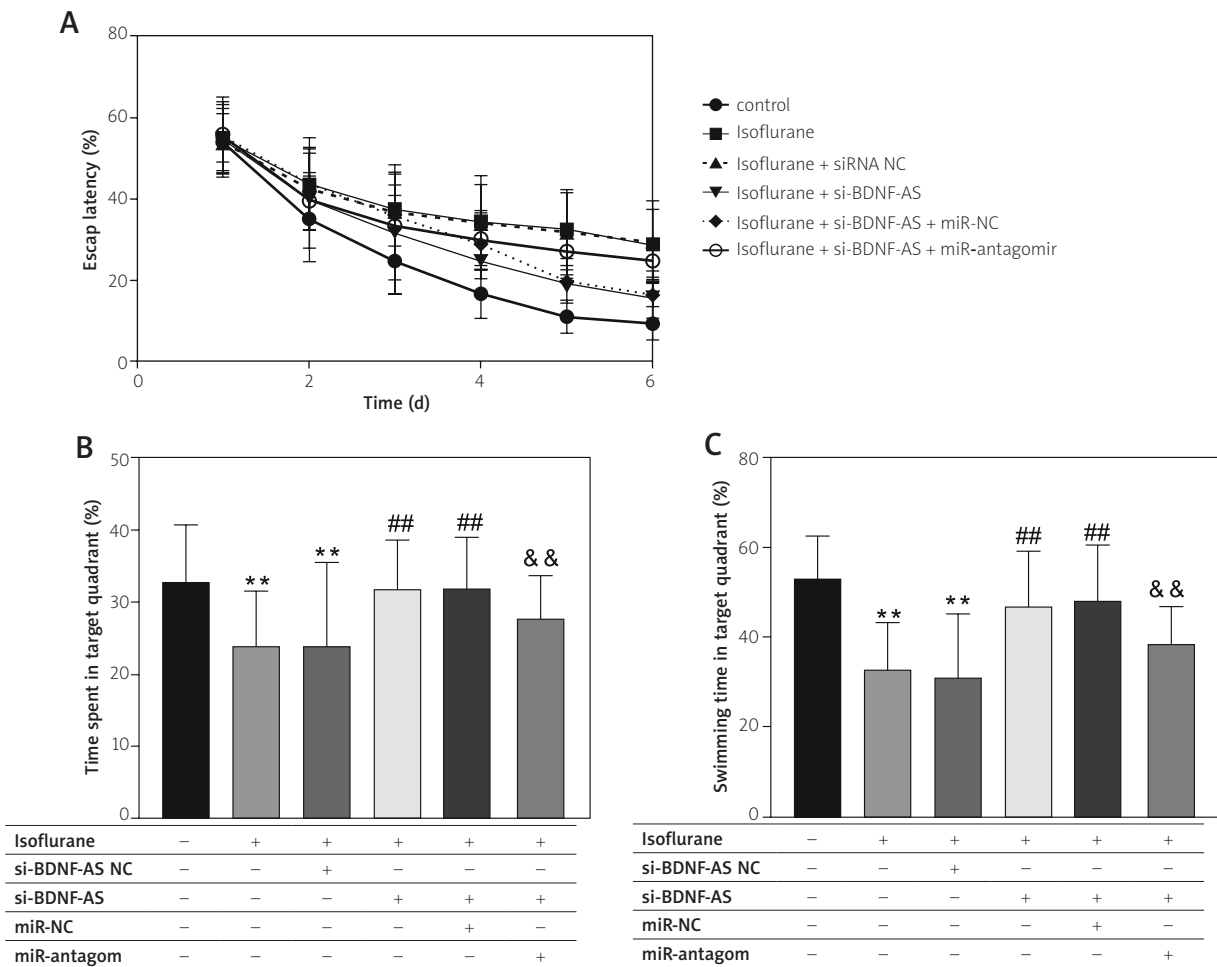 A
80
60
40
20
0
Escap latency (%)
0 2 4 6
Time (d)
control
Isoflurane
Isoflurane + siRNA NC
Isoflurane + si-BDNF-AS
Isoflurane + si-BDNF-AS + miR-NC
Isoflurane + si-BDNF-AS + miR-antagomir
B
50
40
30
20
10
0
Time spent in target quadrant (%)
** ** ## ## &&
Isoflurane – + + + + +
si-BDNF-AS NC – – + – – –
si-BDNF-AS – – – + + +
miR-NC – – – – + –
miR-antagom – – – – – +
C
80
60
40
20
0
Swimming time in target quadrant (%)
** ** ## ## &&
Isoflurane – + + + + +
si-BDNF-AS NC – – + – – –
si-BDNF-AS – – – + + +
miR-NC – – – – + –
miR-antagom – – – – – +